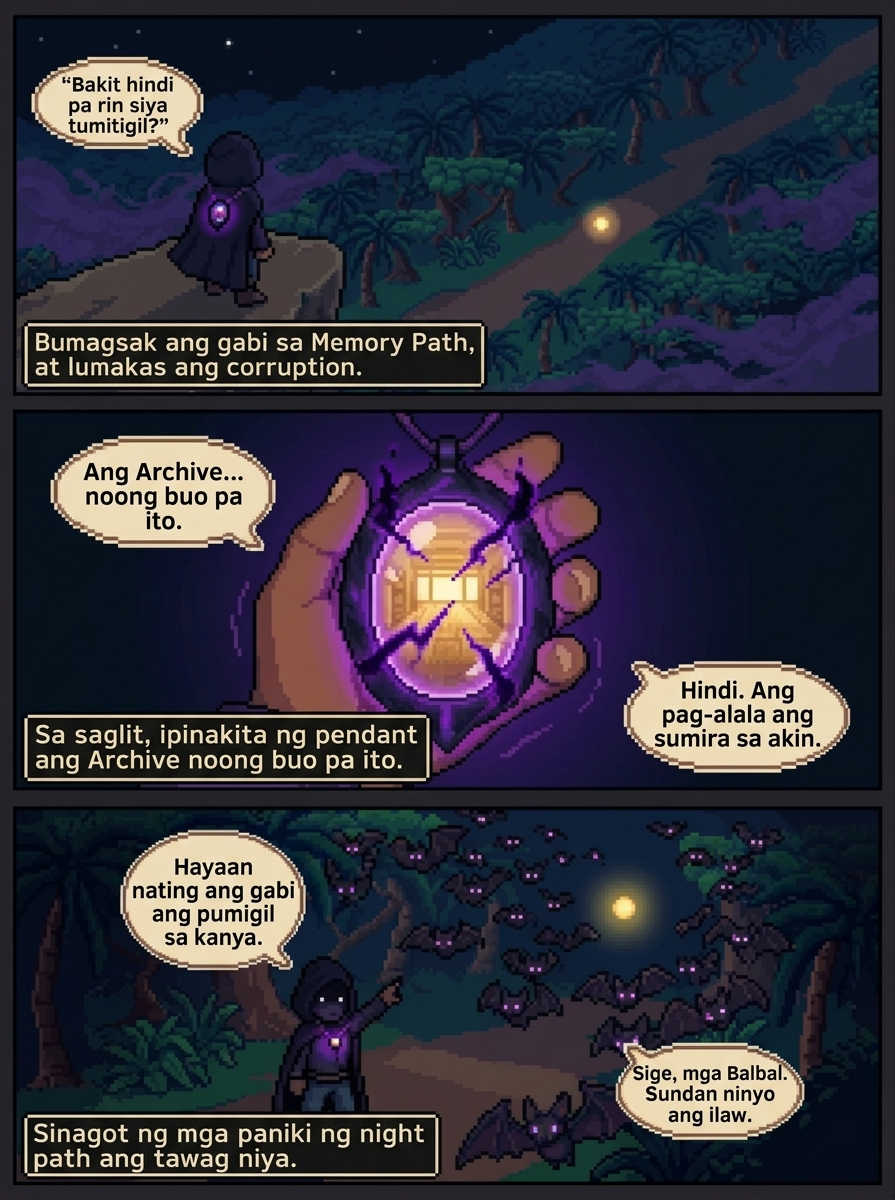 “Bakit hindi
pa rin siya
tumitigil?”
Bumagsak ang gabi sa Memory Path,
at lumakas ang corruption.
Ang Archive...
noong buo pa
ito.
Hindi. Ang
pag-alala ang
sumira sa akin.
Sa saglit, ipinakita ng pendant
ang Archive noong buo pa ito.
Hayaan
nating ang gabi
ang pumigil
sa kanya.
Sige, mga Balbal.
Sundan ninyo
ang ilaw.
Sinagot ng mga paniki ng night
path ang tawag niya.